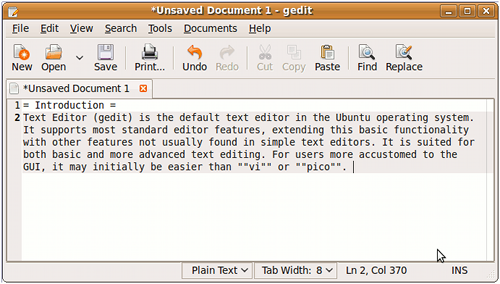 *Unsaved Document 1 - gedit
File Edit View Search Tools Documents Help
New Open Save Print... Undo Redo Cut Copy Paste Find Replace
*Unsaved Document 1
1 = Introduction =
2 Text Editor (gedit) is the default text editor in the Ubuntu operating system.
It supports most standard editor features, extending this basic functionality
with other features not usually found in simple text editors. It is suited for
both basic and more advanced text editing. For users more accustomed to the
GUI, it may initially be easier than ""vi"" or ""pico"".
Plain Text Tab Width: 8 Ln 2, Col 370 INS